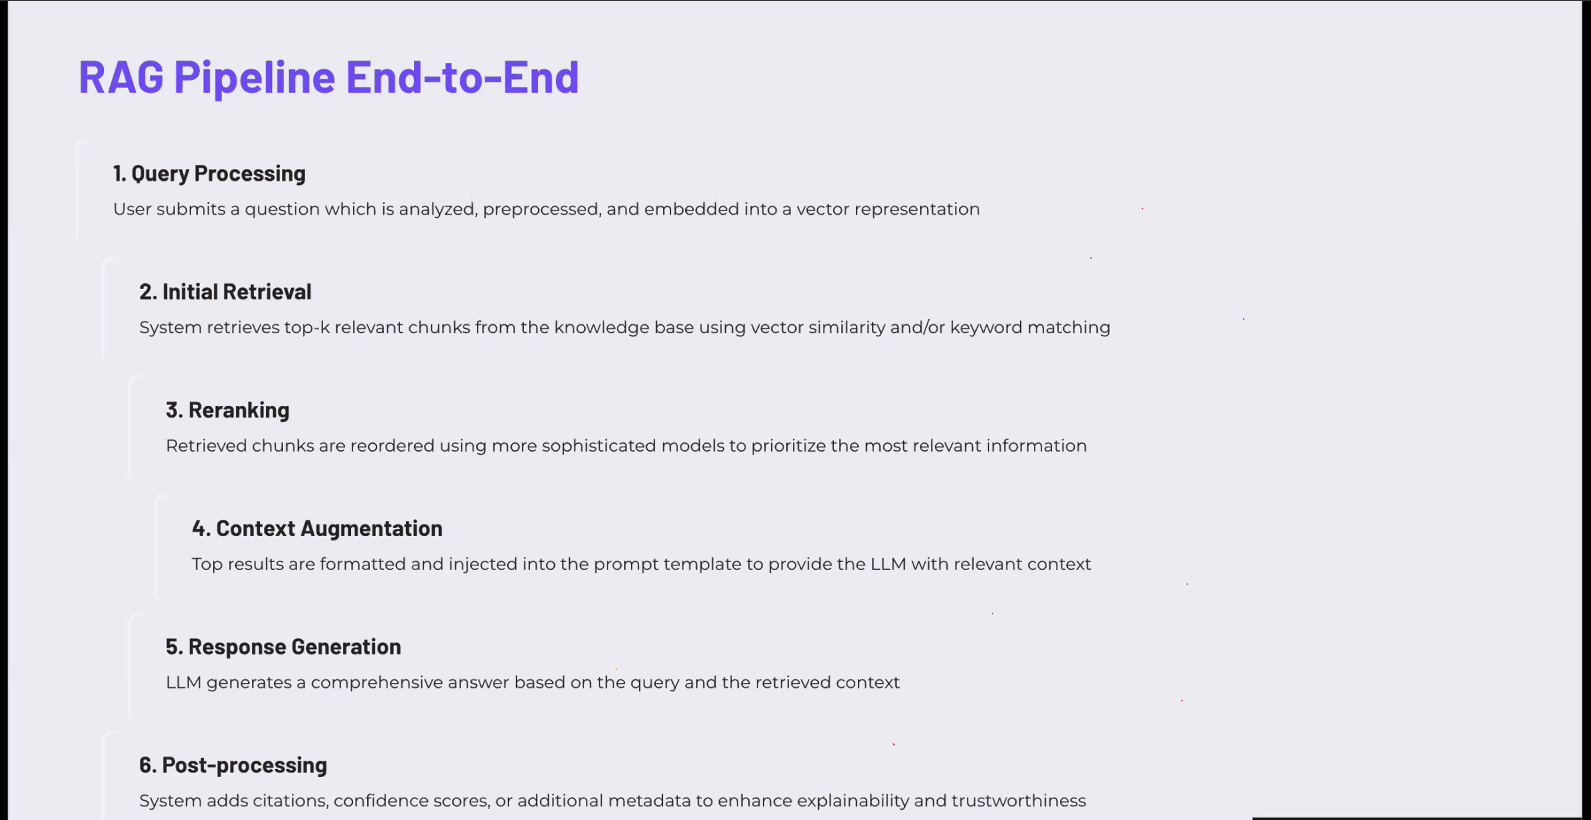 RAG Pipeline End-to-End
1. Query Processing
User submits a question which is analyzed, preprocessed, and embedded into a vector representation
2. Initial Retrieval
System retrieves top-k relevant chunks from the knowledge base using vector similarity and/or keyword matching
3. Reranking
Retrieved chunks are reordered using more sophisticated models to prioritize the most relevant information
4. Context Augmentation
Top results are formatted and injected into the prompt template to provide the LLM with relevant context
5. Response Generation
LLM generates a comprehensive answer based on the query and the retrieved context
6. Post-processing
System adds citations, confidence scores, or additional metadata to enhance explainability and trustworthiness